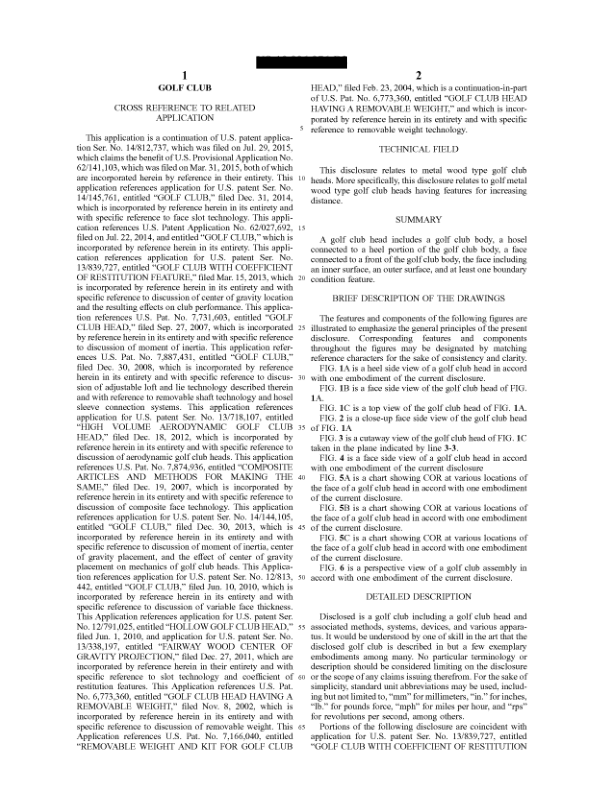 1
GOLF CLUB
CROSS REFERENCE TO RELATED
APPLICATION
This application is a continuation of U.S. patent applica-
tion Ser. No. 14/812,737, which was filed on Jul. 29, 2015,
which claims the benefit of U.S. Provisional Application No.
62/141,103, which was filed on Mar. 31, 2015, both of which
are incorporated herein by reference in their entirety. This
application references application for U.S. patent Ser. No.
14/145,761, entitled “GOLF CLUB,” filed Dec. 31, 2014,
which is incorporated by reference herein in its entirety and
with specific reference to face slot technology. This appli-
cation references U.S. Patent Application No. 62/027,692,
filed on Jul. 22, 2014, and entitled “GOLF CLUB,” which is
incorporated by reference herein in its entirety. This appli-
cation references application for U.S. patent Ser. No.
13/839,727, entitled “GOLF CLUB WITH COEFFICIENT
OF RESTITUTION FEATURE,” filed Mar. 15, 2013, which
is incorporated by reference herein in its entirety and with
specific reference to discussion of center of gravity location
and the resulting effects on club performance. This applica-
tion references U.S. Pat. No. 7,731,603, entitled “GOLF
CLUB HEAD,” filed Sep. 27, 2007, which is incorporated
by reference herein in its entirety and with specific reference
to discussion of moment of inertia. This application refer-
ences U.S. Pat. No. 7,887,431, entitled “GOLF CLUB,”
filed Dec. 30, 2008, which is incorporated by reference
herein in its entirety and with specific reference to discus-
sion of adjustable loft and lie technology described therein
and with reference to removable shaft technology and hosel
sleeve connection systems. This application references
application for U.S. patent Ser. No. 13/718,107, entitled
“HIGH VOLUME AERODYNAMIC GOLF CLUB
HEAD,” filed Dec. 18, 2012, which is incorporated by
reference herein in its entirety and with specific reference to
discussion of aerodynamic golf club heads. This application
references U.S. Pat. No. 7,874,936, entitled “COMPOSITE
ARTICLES AND METHODS FOR MAKING THE
SAME,” filed Dec. 19, 2007, which is incorporated by
reference herein in its entirety and with specific reference to
discussion of composite face technology. This application
references application for U.S. patent Ser. No. 14/144,105,
entitled “GOLF CLUB,” filed Dec. 30, 2013, which is
incorporated by reference herein in its entirety and with
specific reference to discussion of moment of inertia, center
of gravity placement, and the effect of center of gravity
placement on mechanics of golf club heads. This Applica-
tion references application for U.S. patent Ser. No. 12/813,
442, entitled “GOLF CLUB,” filed Jun. 10, 2010, which is
incorporated by reference herein in its entirety and with
specific reference to discussion of variable face thickness.
This Application references application for U.S. patent Ser.
No. 12/791,025, entitled “HOLLOW GOLF CLUB HEAD,”
filed Jun. 1, 2010, and application for U.S. patent Ser. No.
13/338,197, entitled “FAIRWAY WOOD CENTER OF
GRAVITY PROJECTION,” filed Dec. 27, 2011, which are
incorporated by reference herein in their entirety and with
specific reference to slot technology and coefficient of
restitution features. This Application references U.S. Pat.
No. 6,773,360, entitled “GOLF CLUB HEAD HAVING A
REMOVABLE WEIGHT,” filed Nov. 8, 2002, which is
incorporated by reference herein in its entirety and with
specific reference to discussion of removable weight. This
Application references U.S. Pat. No. 7,166,040, entitled
“REMOVABLE WEIGHT AND KIT FOR GOLF CLUB
5
10
15
20
25
30
35
40
45
50
55
60
65
2
HEAD,” filed Feb. 23, 2004, which is a continuation-in-part
of U.S. Pat. No. 6,773,360, entitled “GOLF CLUB HEAD
HAVING A REMOVABLE WEIGHT,” and which is incor-
porated by reference herein in its entirety and with specific
reference to removable weight technology.
TECHNICAL FIELD
This disclosure relates to metal wood type golf club
heads. More specifically, this disclosure relates to golf metal
wood type golf club heads having features for increasing
distance.
SUMMARY
A golf club head includes a golf club body, a hosel
connected to a heel portion of the golf club body, a face
connected to a front of the golf club body, the face including
an inner surface, an outer surface, and at least one boundary
condition feature.
BRIEF DESCRIPTION OF THE DRAWINGS
The features and components of the following figures are
illustrated to emphasize the general principles of the present
disclosure. Corresponding features and components
throughout the figures may be designated by matching
reference characters for the sake of consistency and clarity.
FIG. 1A is a heel side view of a golf club head in accord
with one embodiment of the current disclosure.
FIG. 1B is a face side view of the golf club head of FIG.
1A.
FIG. 1C is a top view of the golf club head of FIG. 1A.
FIG. 2 is a close-up face side view of the golf club head
of FIG. 1A
FIG. 3 is a cutaway view of the golf club head of FIG. 1C
taken in the plane indicated by line 3-3.
FIG. 4 is a face side view of a golf club head in accord
with one embodiment of the current disclosure
FIG. 5A is a chart showing COR at various locations of
the face of a golf club head in accord with one embodiment
of the current disclosure.
FIG. 5B is a chart showing COR at various locations of
the face of a golf club head in accord with one embodiment
of the current disclosure.
FIG. 5C is a chart showing COR at various locations of
the face of a golf club head in accord with one embodiment
of the current disclosure.
FIG. 6 is a perspective view of a golf club assembly in
accord with one embodiment of the current disclosure.
DETAILED DESCRIPTION
Disclosed is a golf club including a golf club head and
associated methods, systems, devices, and various appara-
tus. It would be understood by one of skill in the art that the
disclosed golf club is described in but a few exemplary
embodiments among many. No particular terminology or
description should be considered limiting on the disclosure
or the scope of any claims issuing therefrom. For the sake of
simplicity, standard unit abbreviations may be used, includ-
ing but not limited to, “mm” for millimeters, “in.” for inches,
“lb.” for pounds force, “mph” for miles per hour, and “rps”
for revolutions per second, among others.
Portions of the following disclosure are coincident with
application for U.S. patent Ser. No. 13/839,727, entitled
“GOLF CLUB WITH COEFFICIENT OF RESTITUTION